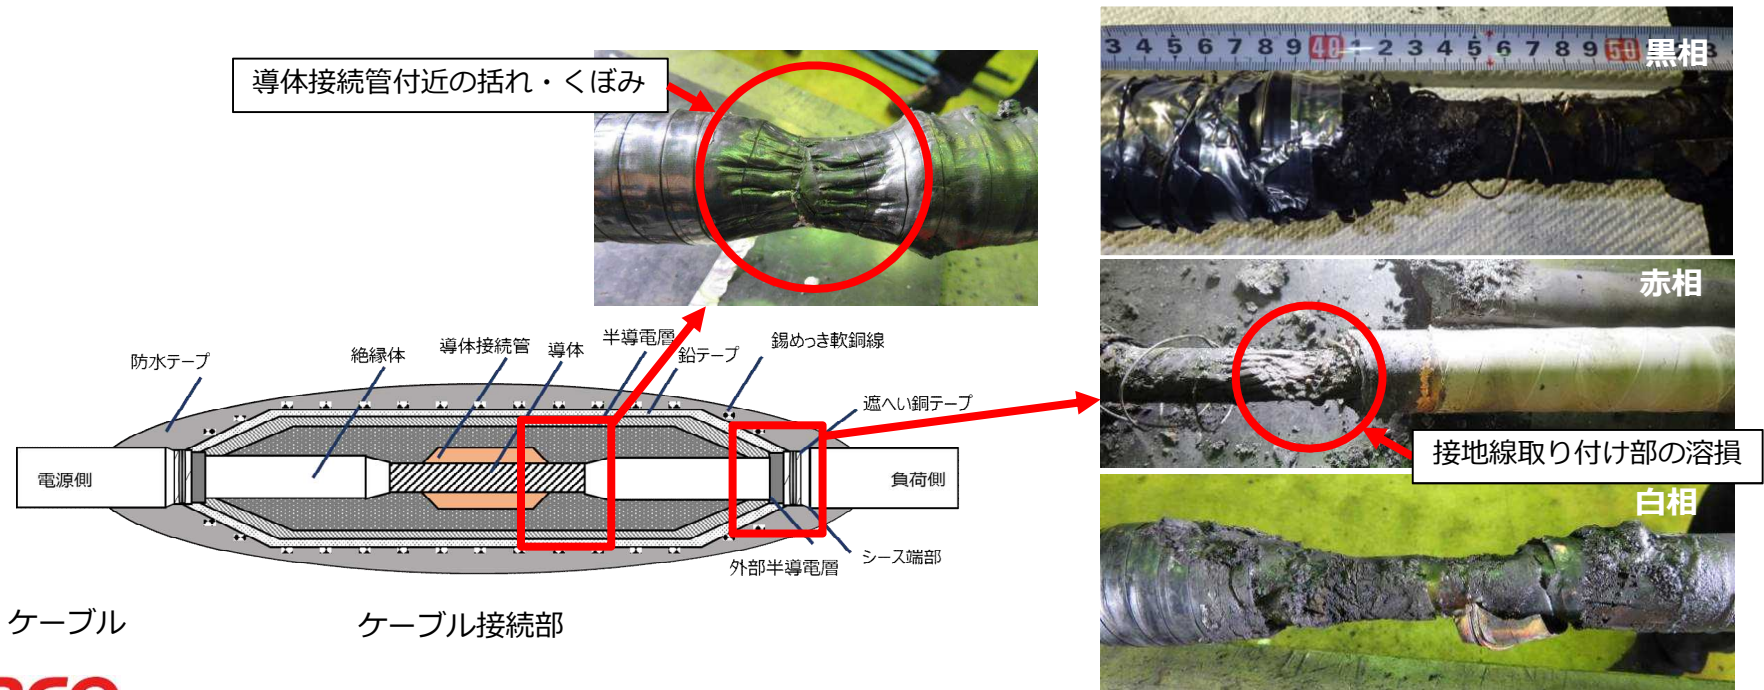 導体接続管付近の括れ・くぼみ
3 4 5 6 7 8 9 40 1 2 3 4 5 6 7 8 9 50
黒相
赤相
接地線取り付け部の溶損
白相
防水テープ
絶縁体
導体接続管
導体
半導電層
鉛テープ
錫めっき軟銅線
遮へい銅テープ
電源側
負荷側
外部半導電層
シース端部
ケーブル
ケーブル接続部